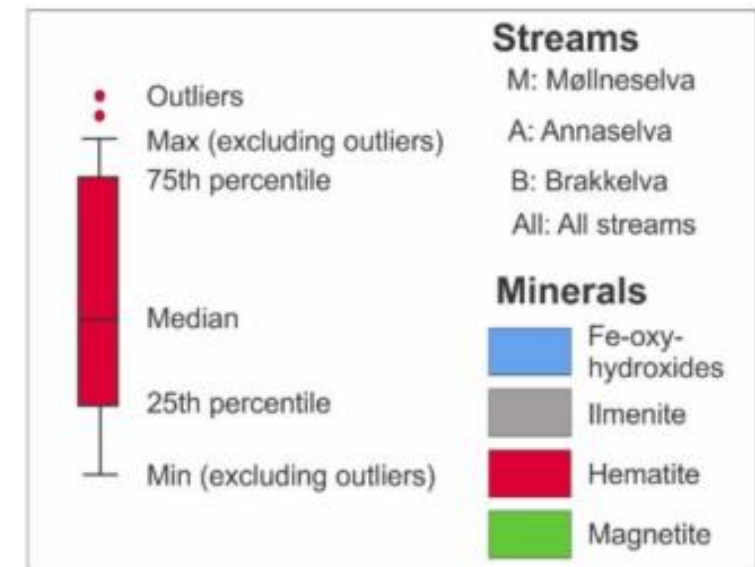 Outliers
Max (excluding outliers)
75th percentile
Median
25th percentile
Min (excluding outliers)
Streams
M: Møllneselva
A: Annaselva
B: Brakkelva
All: All streams
Minerals
Fe-oxy-
hydroxides
Ilmenite
Hematite
Magnetite